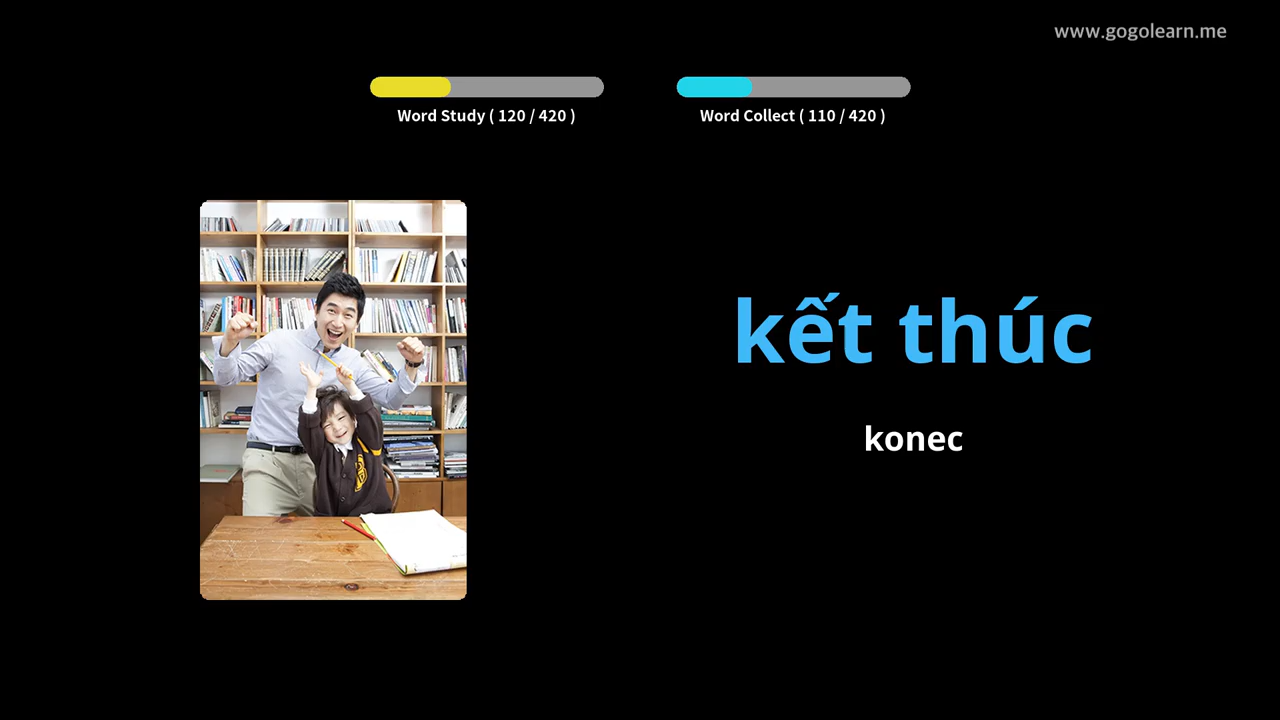 www.gogolearn.me
Word Study ( 120 / 420 )
Word Collect ( 110 / 420 )
kết thúc
konec